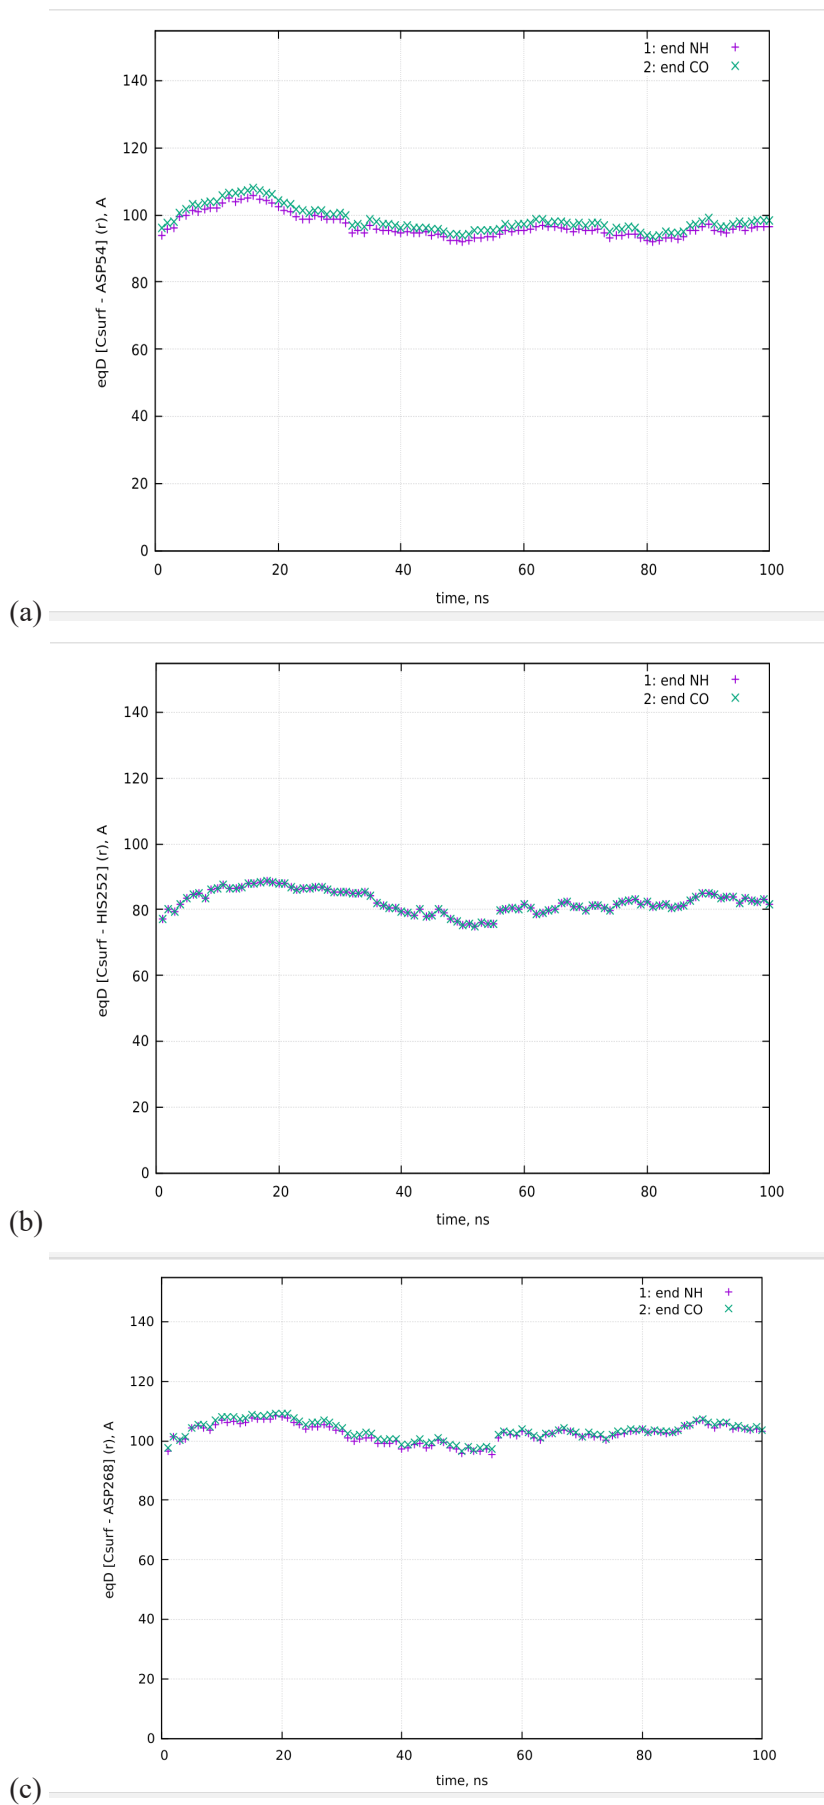 1: end NH +
2: end CO ×
140
120
100
80
60
40
20
0
eqD [Csurf - ASP54] (r), A
0 20 40 60 80 100
time, ns
(a)
1: end NH +
2: end CO ×
140
120
100
80
60
40
20
0
eqD [Csurf - HIS252] (r), A
0 20 40 60 80 100
time, ns
(b)
1: end NH +
2: end CO ×
140
120
100
80
60
40
20
0
eqD [Csurf - ASP268] (r), A
0 20 40 60 80 100
time, ns
(c)